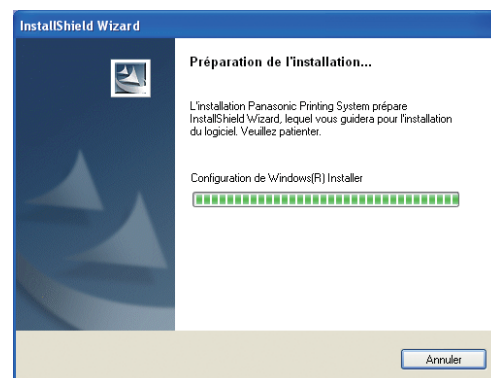 InstallShield Wizard
Préparation de l'installation...
L'installation Panasonic Printing System prépare
InstallShield Wizard, lequel vous guidera pour l'installation
du logiciel. Veuillez patienter.
Configuration de Windows(R) Installer
Annuler